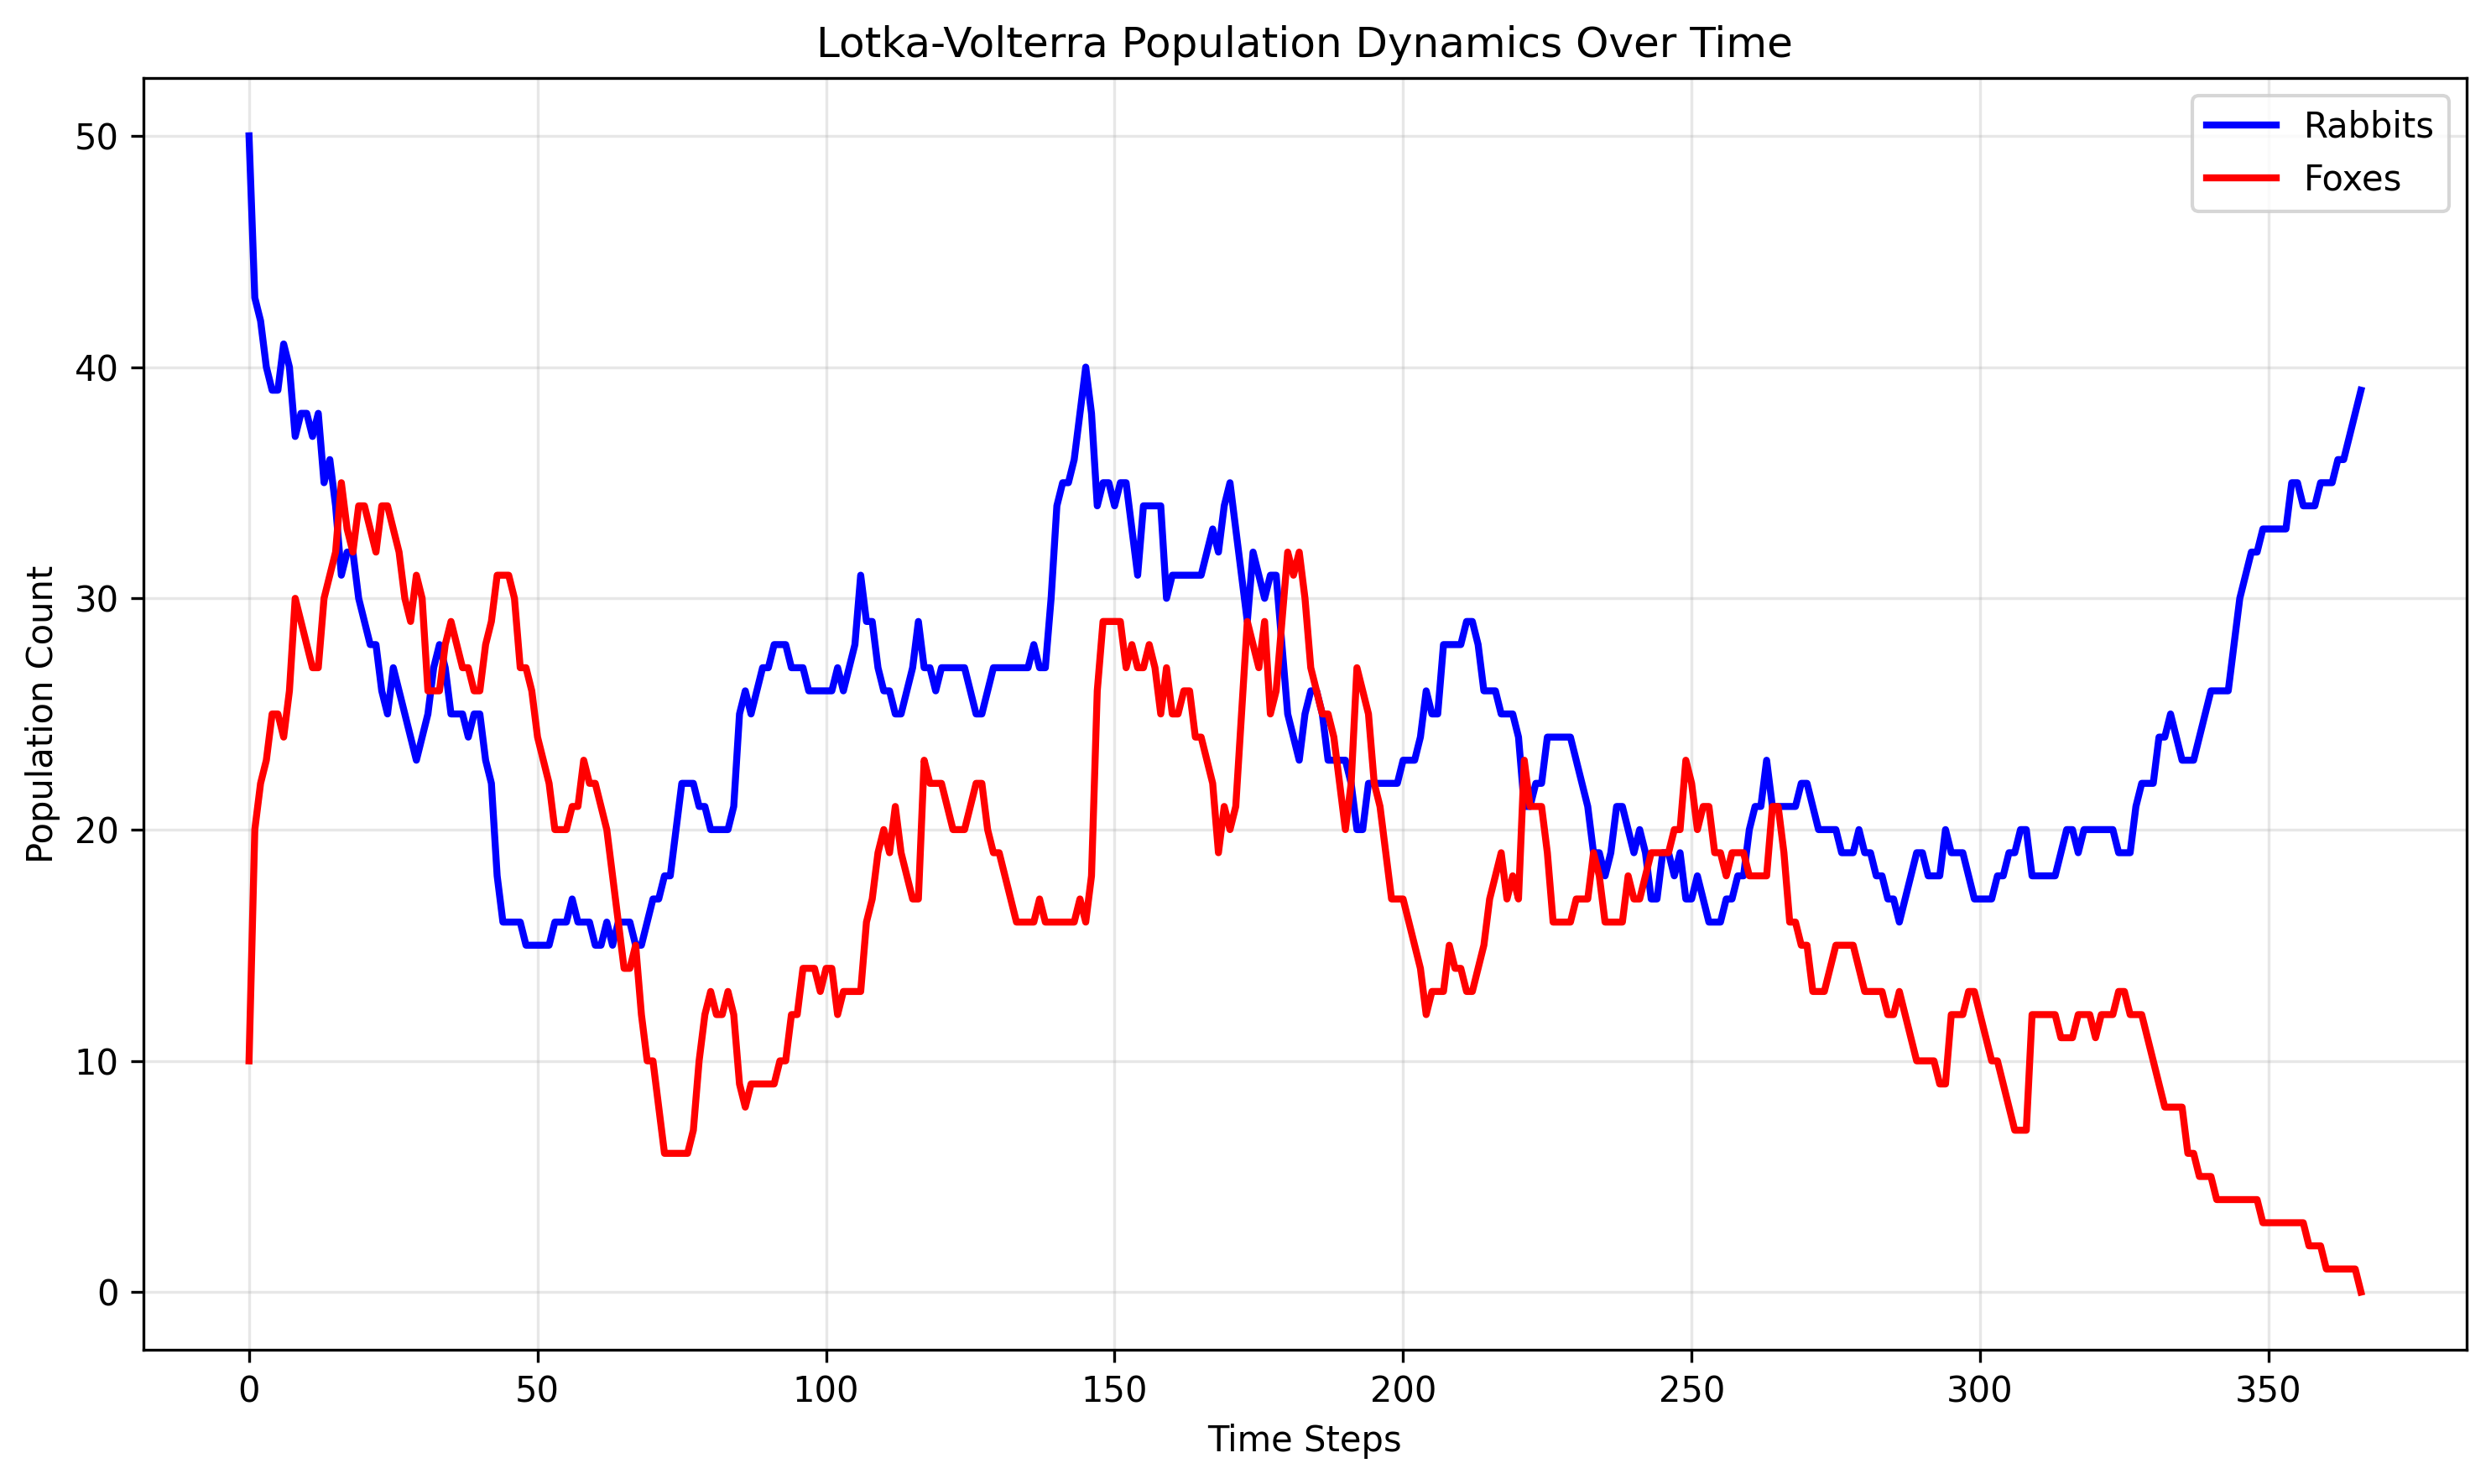 Lotka-Volterra Population Dynamics Over Time
Rabbits
Foxes
Population Count
50
40
30
20
10
0
0 50 100 150 200 250 300 350
Time Steps